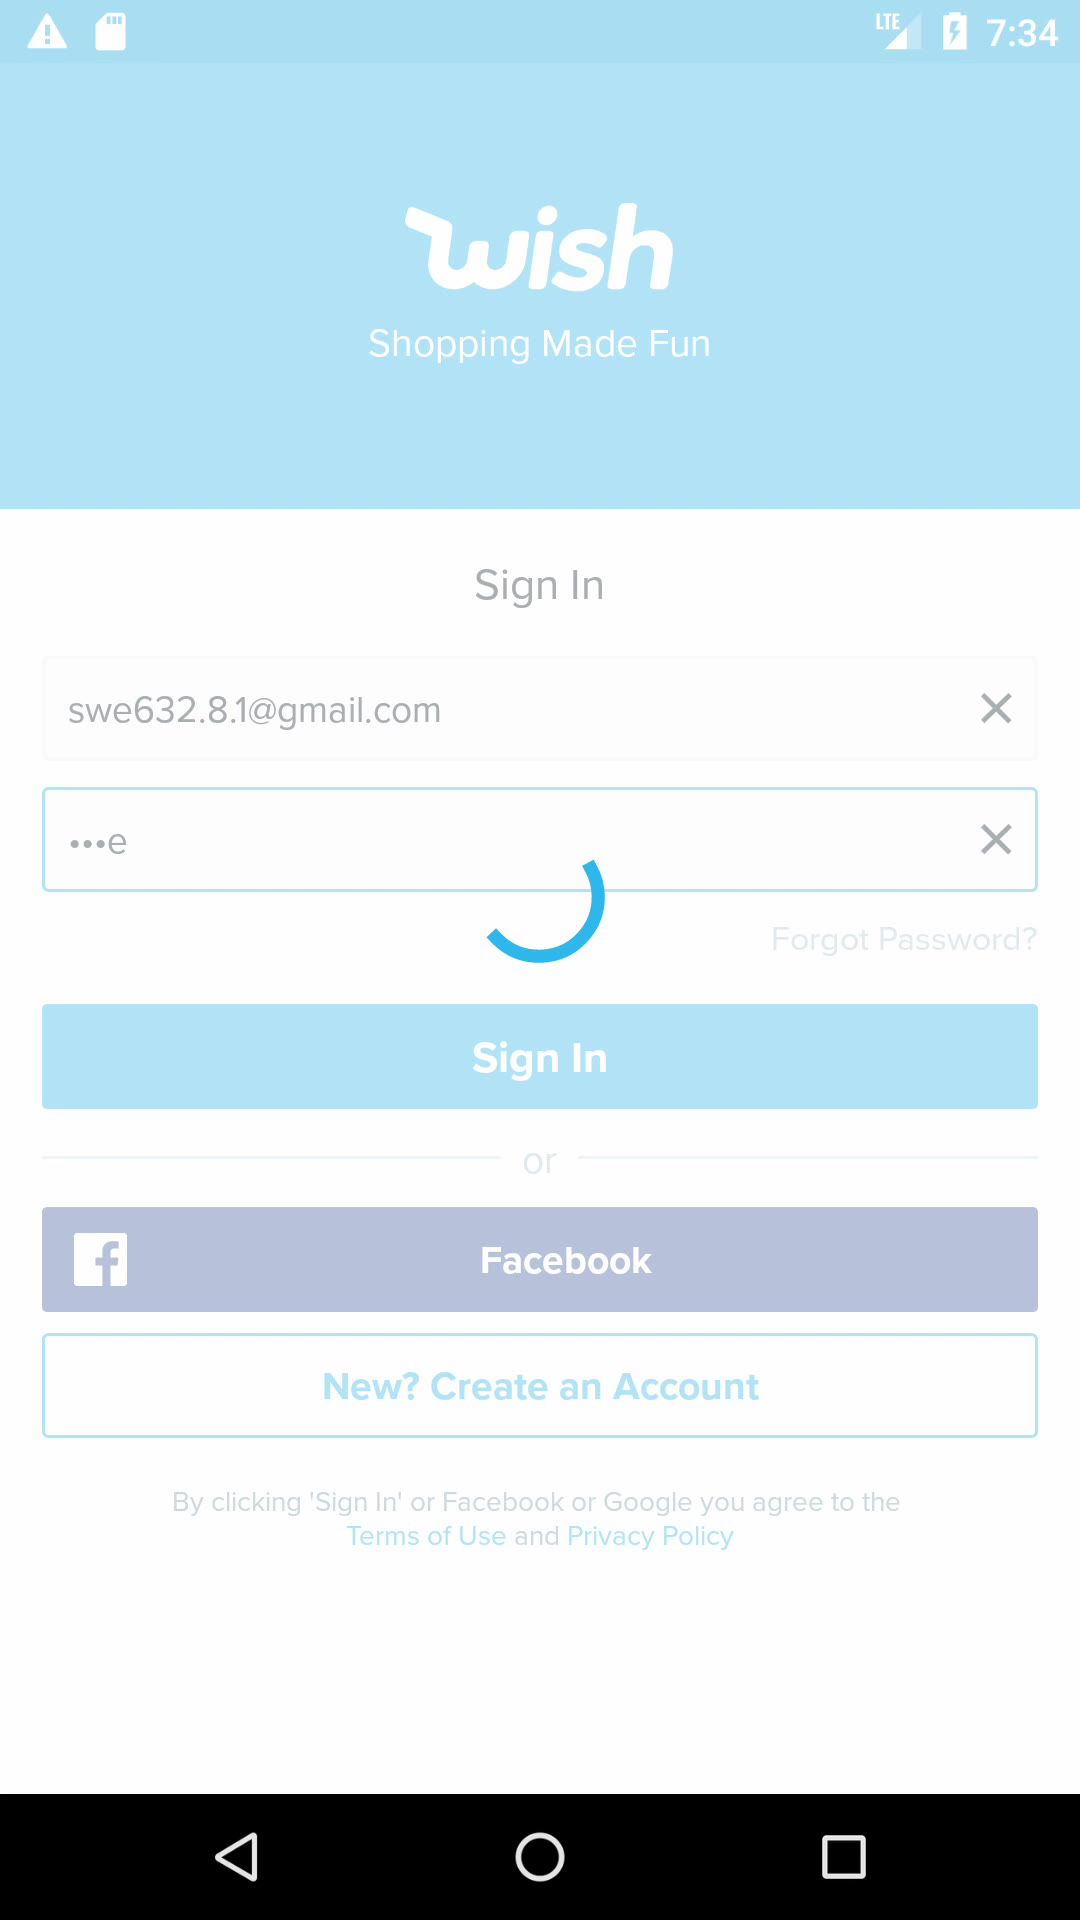 LTE 7:34
wish
Shopping Made Fun
Sign In
swe632.8.1@gmail.com
•••e
Forgot Password?
Sign In
or
Facebook
New? Create an Account
By clicking 'Sign In' or Facebook or Google you agree to the
Terms of Use and Privacy Policy